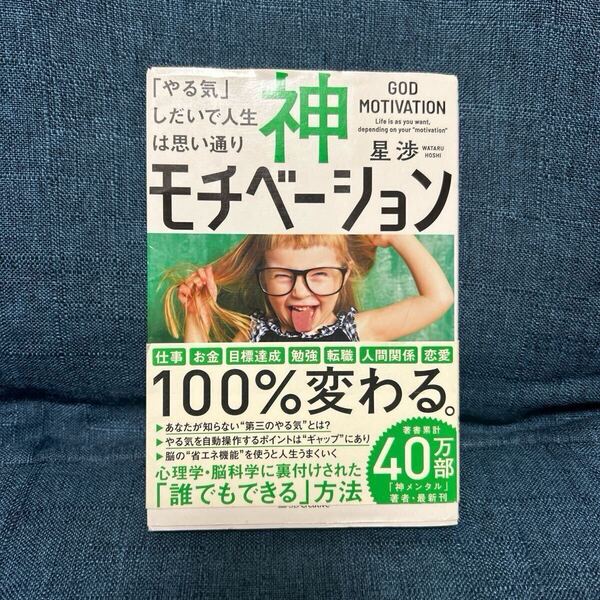 「やる気」
しだいで人生
は思い通り
神
GOD
MOTIVATION
Life is as you want,
depending on your "motivation"
星 渉
WATARU
HOSHI
モチベーション
仕事 お金 目標達成 勉強 転職 人間関係 恋愛
100%変わる。
▶あなたが知らない“第三のやる気”とは?
▶やる気を自動操作するポイントは“ギャップ”にあり
▶脳の“省エネ機能”を使うと人生うまくいく
心理学・脳科学に裏付けされた
「誰でもできる」方法
著書累計
40万部
「神メンタル」
著者・最新刊
SB Creative